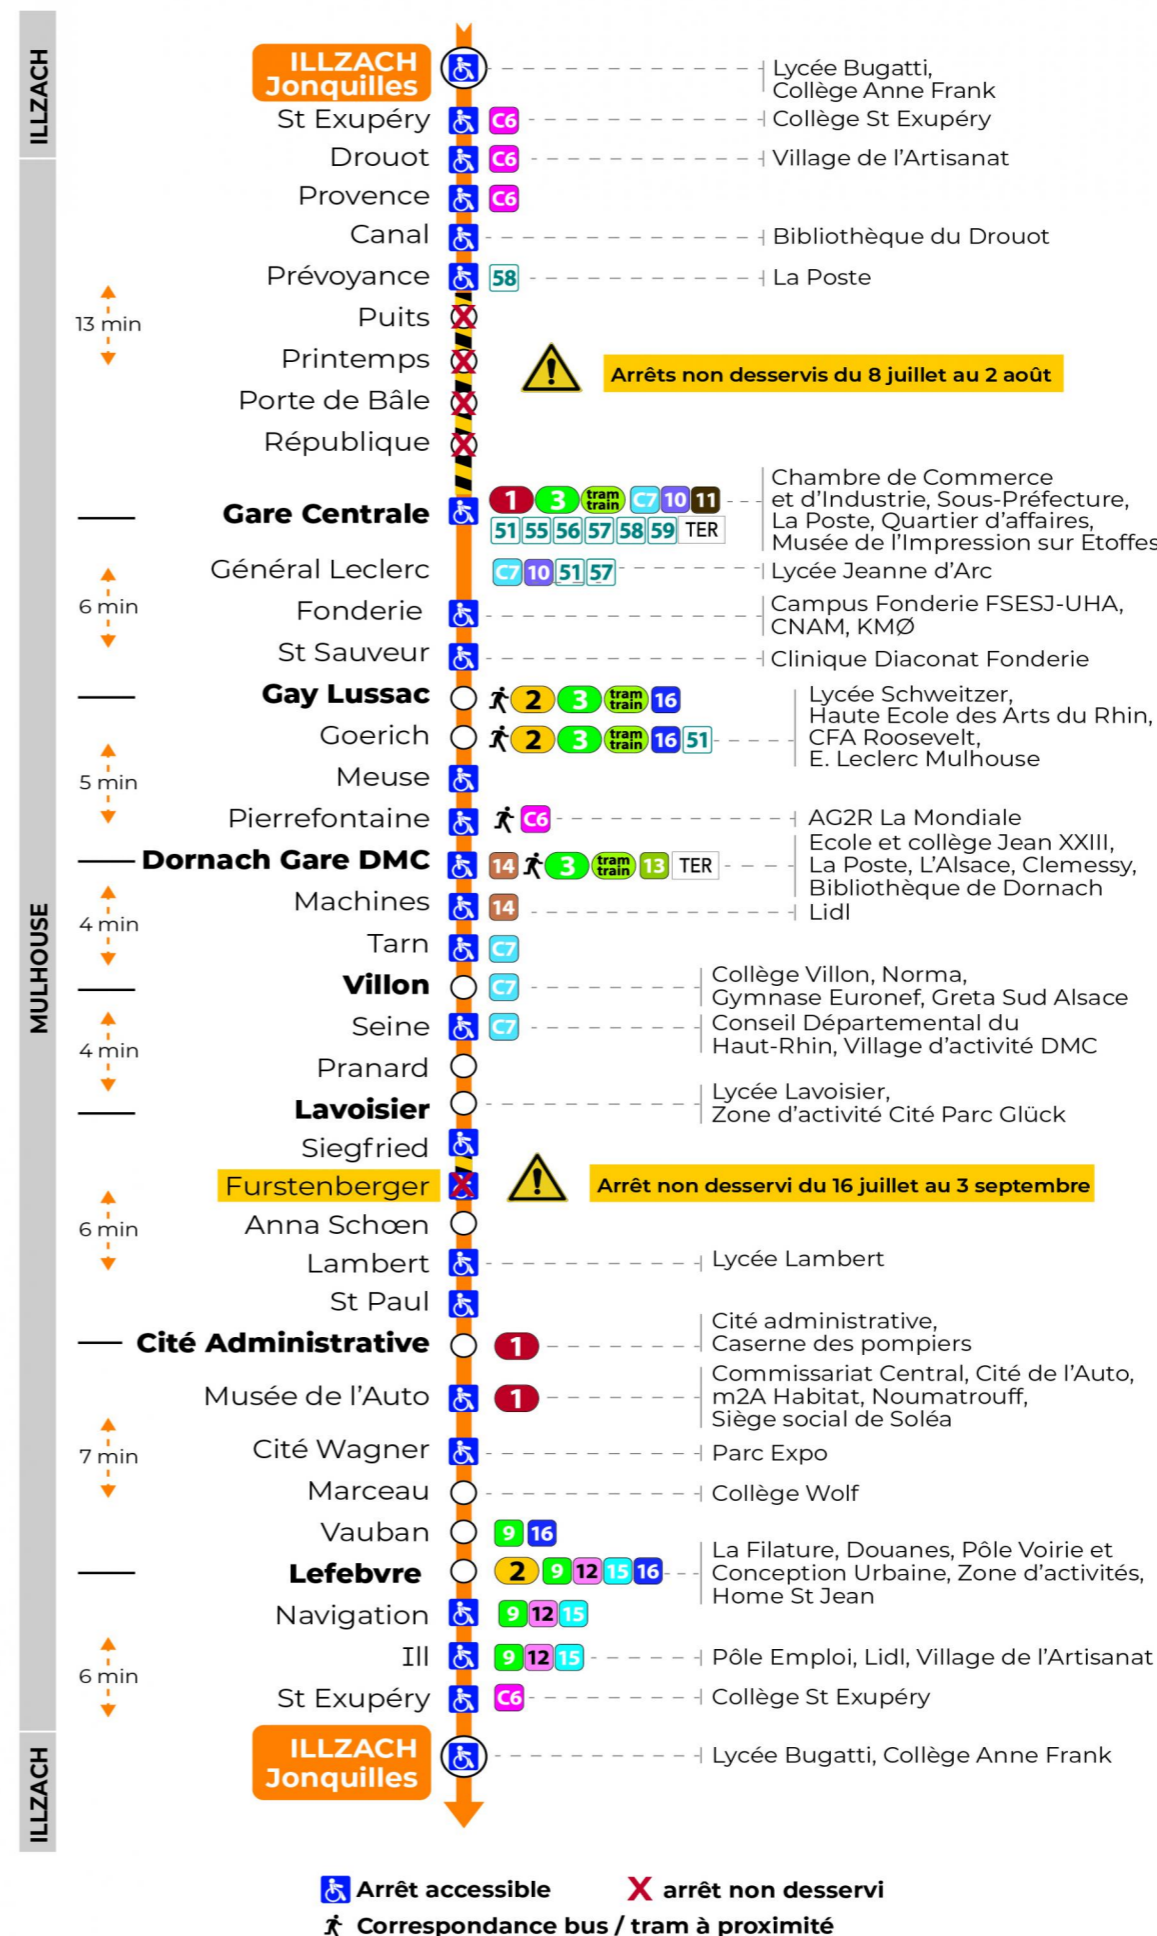 ILLZACH
ILLZACH
Jonquilles
Lycée Bugatti,
Collège Anne Frank
St Exupéry C6 Collège St Exupéry
MULHOUSE
Drouot C6 Village de l'Artisanat
Provence C6
Canal Bibliothèque du Drouot
Prévoyance 58 La Poste
13 min
Puits
Printemps
Arrêts non desservis du 8 juillet au 2 août
Porte de Bâle
République
Gare Centrale
1 3 tram train C7 10 11
51 55 56 57 58 59 TER
Chambre de Commerce
et d'Industrie, Sous-Préfecture,
La Poste, Quartier d'affaires,
Musée de l'Impression sur Etoffes
Général Leclerc C7 10 51 57 Lycée Jeanne d'Arc
6 min
Fonderie
Campus Fonderie FSESJ-UHA,
CNAM, KMØ
St Sauveur Clinique Diaconat Fonderie
Gay Lussac 2 3 tram train 16
Goerich 2 3 tram train 16 51
Lycée Schweitzer,
Haute Ecole des Arts du Rhin,
CFA Roosevelt,
E. Leclerc Mulhouse
5 min
Meuse
Pierrefontaine C6 AG2R La Mondiale
Dornach Gare DMC 14 3 tram train 13 TER
Ecole et collège Jean XXIII,
La Poste, L'Alsace, Clemessy,
Bibliothèque de Dornach
Machines 14 Lidl
4 min
Tarn C7
Villon C7
Collège Villon, Norma,
Gymnase Euronef, Greta Sud Alsace
Seine C7
Conseil Départemental du
Haut-Rhin, Village d'activité DMC
4 min
Pranard
Lavoisier
Lycée Lavoisier,
Zone d'activité Cité Parc Glück
Siegfried
Furstenberger Arrêt non desservi du 16 juillet au 3 septembre
6 min
Anna Schœn
Lambert Lycée Lambert
St Paul
Cité Administrative 1
Cité administrative,
Caserne des pompiers
Musée de l'Auto 1
Commissariat Central, Cité de l'Auto,
m2A Habitat, Noumatrouff,
Siège social de Soléa
7 min
Cité Wagner Parc Expo
Marceau Collège Wolf
Vauban 9 16
Lefebvre 2 9 12 15 16
La Filature, Douanes, Pôle Voirie et
Conception Urbaine, Zone d'activités,
Home St Jean
Navigation 9 12 15
6 min
Ill 9 12 15 Pôle Emploi, Lidl, Village de l'Artisanat
St Exupéry C6 Collège St Exupéry
ILLZACH
ILLZACH
Jonquilles
Lycée Bugatti, Collège Anne Frank
Arrêt accessible X arrêt non desservi
Correspondance bus / tram à proximité